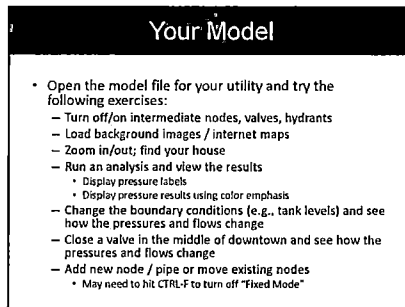 Your Model
• Open the model file for your utility and try the
following exercises:
– Turn off/on intermediate nodes, valves, hydrants
– Load background images / internet maps
– Zoom in/out; find your house
– Run an analysis and view the results
• Display pressure labels
• Display pressure results using color emphasis
– Change the boundary conditions (e.g., tank levels) and see
how the pressures and flows change
– Close a valve in the middle of downtown and see how the
pressures and flows change
– Add new node / pipe or move existing nodes
• May need to hit CTRL-F to turn off "Fixed Mode"